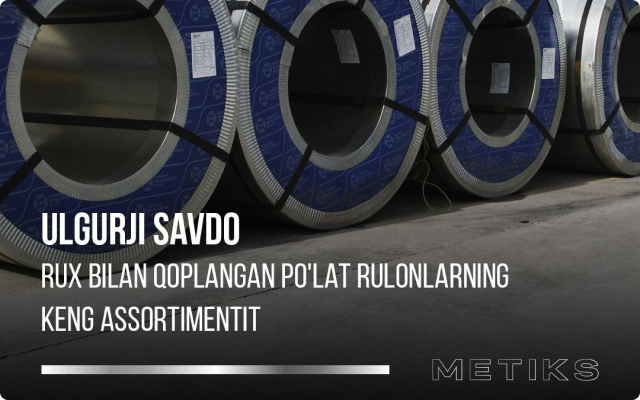 ULGURJI SAVDO
RUX BILAN QOPLANGAN PO'LAT RULONLARNING
KENG ASSORTIMENTIT
METIKS